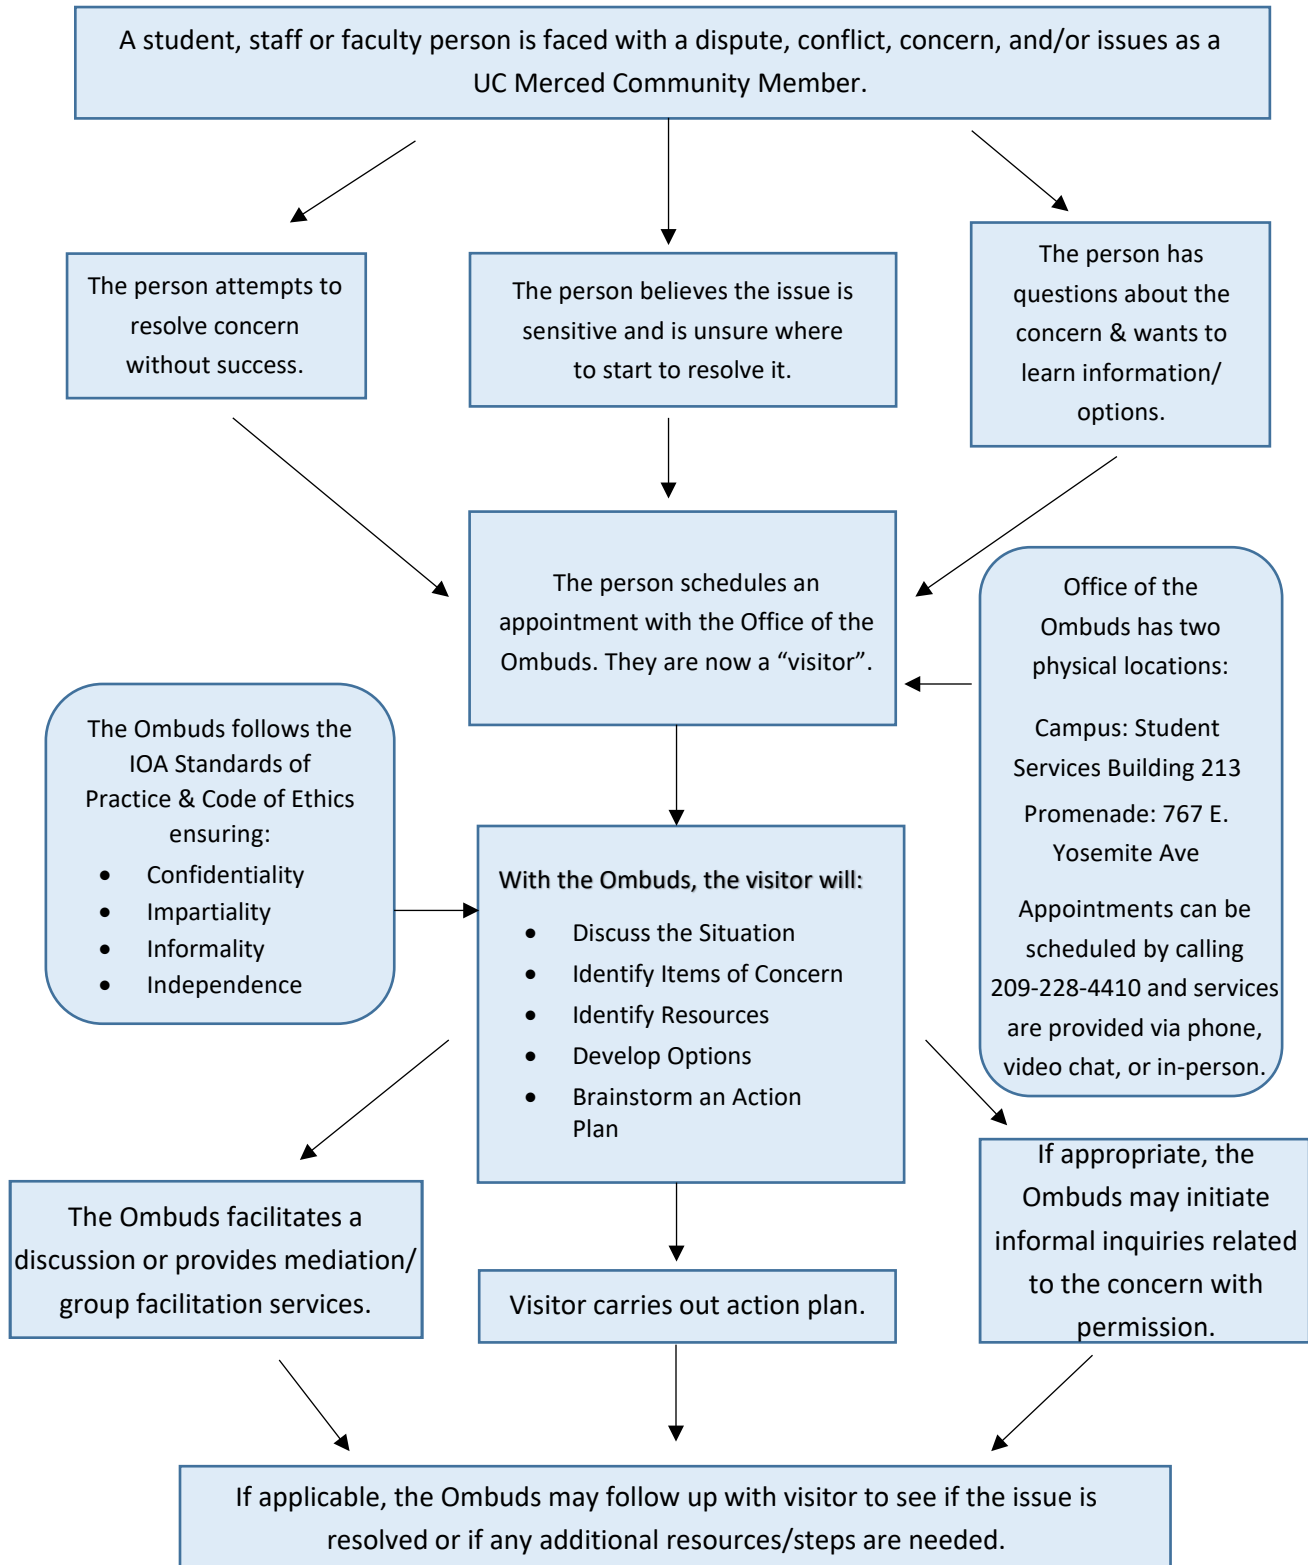 A student, staff or faculty person is faced with a dispute, conflict, concern, and/or issues as a
UC Merced Community Member.
The person attempts to
resolve concern
without success.
The person believes the issue is
sensitive and is unsure where
to start to resolve it.
The person has
questions about the
concern & wants to
learn information/
options.
The person schedules an
appointment with the Office of the
Ombuds. They are now a “visitor”.
Office of the
Ombuds has two
physical locations:
Campus: Student
Services Building 213
Promenade: 767 E.
Yosemite Ave
Appointments can be
scheduled by calling
209-228-4410 and services
are provided via phone,
video chat, or in-person.
The Ombuds follows the
IOA Standards of
Practice & Code of Ethics
ensuring:
• Confidentiality
• Impartiality
• Informality
• Independence
With the Ombuds, the visitor will:
• Discuss the Situation
• Identify Items of Concern
• Identify Resources
• Develop Options
• Brainstorm an Action
Plan
The Ombuds facilitates a
discussion or provides mediation/
group facilitation services.
Visitor carries out action plan.
If appropriate, the
Ombuds may initiate
informal inquiries related
to the concern with
permission.
If applicable, the Ombuds may follow up with visitor to see if the issue is
resolved or if any additional resources/steps are needed.